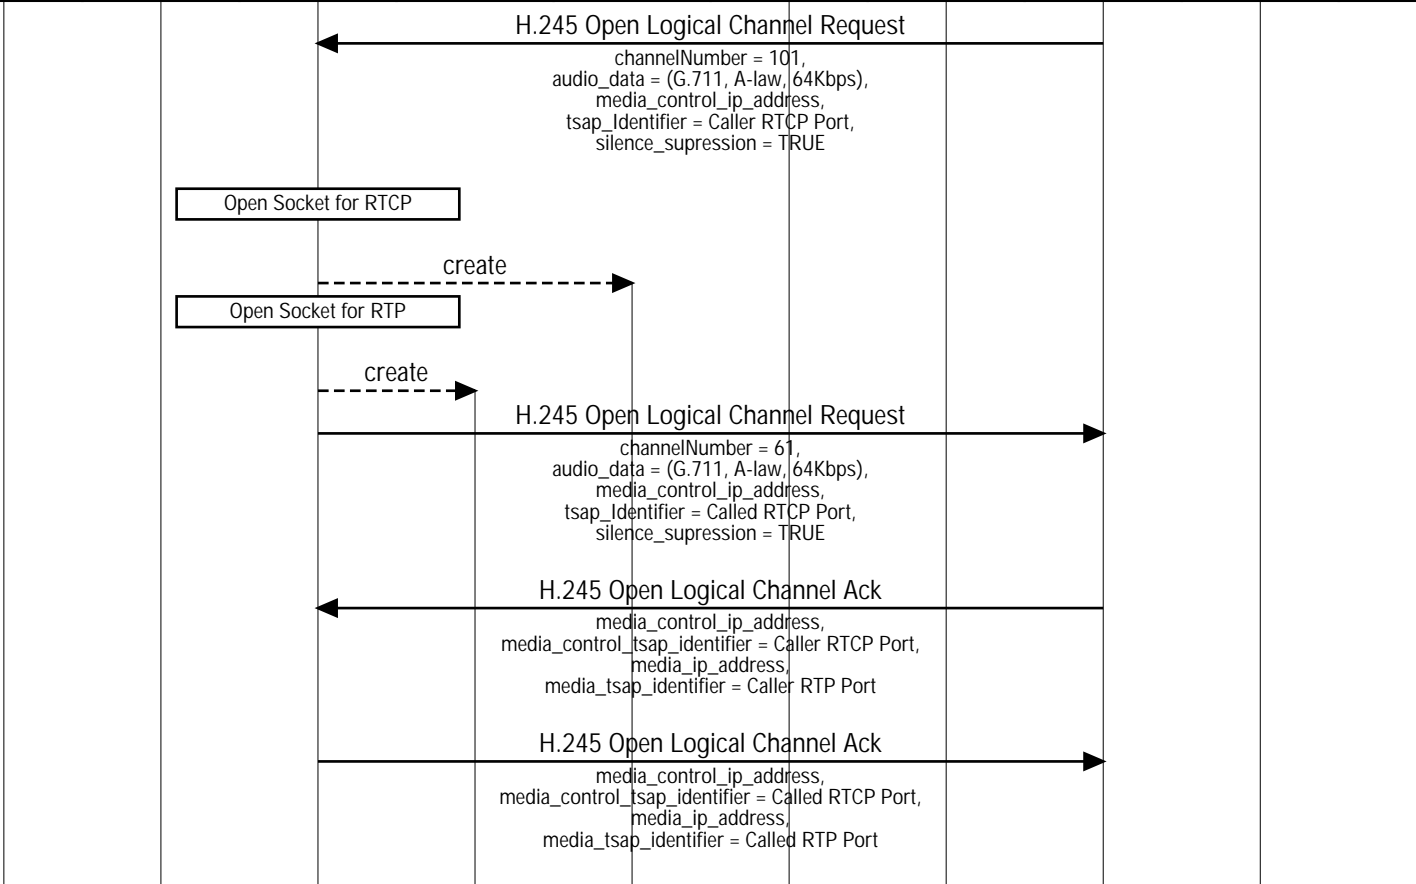 H.245 Open Logical Channel Request
channelNumber = 101,
audio_data = (G.711, A-law, 64Kbps),
media_control_ip_address,
tsap_Identifier = Caller RTCP Port,
silence_supression = TRUE
Open Socket for RTCP
create
Open Socket for RTP
create
H.245 Open Logical Channel Request
channelNumber = 61,
audio_data = (G.711, A-law, 64Kbps),
media_control_ip_address,
tsap_Identifier = Called RTCP Port,
silence_supression = TRUE
H.245 Open Logical Channel Ack
media_control_ip_address,
media_control_tsap_identifier = Caller RTCP Port,
media_ip_address,
media_tsap_identifier = Caller RTP Port
H.245 Open Logical Channel Ack
media_control_ip_address,
media_control_tsap_identifier = Called RTCP Port,
media_ip_address,
media_tsap_identifier = Called RTP Port